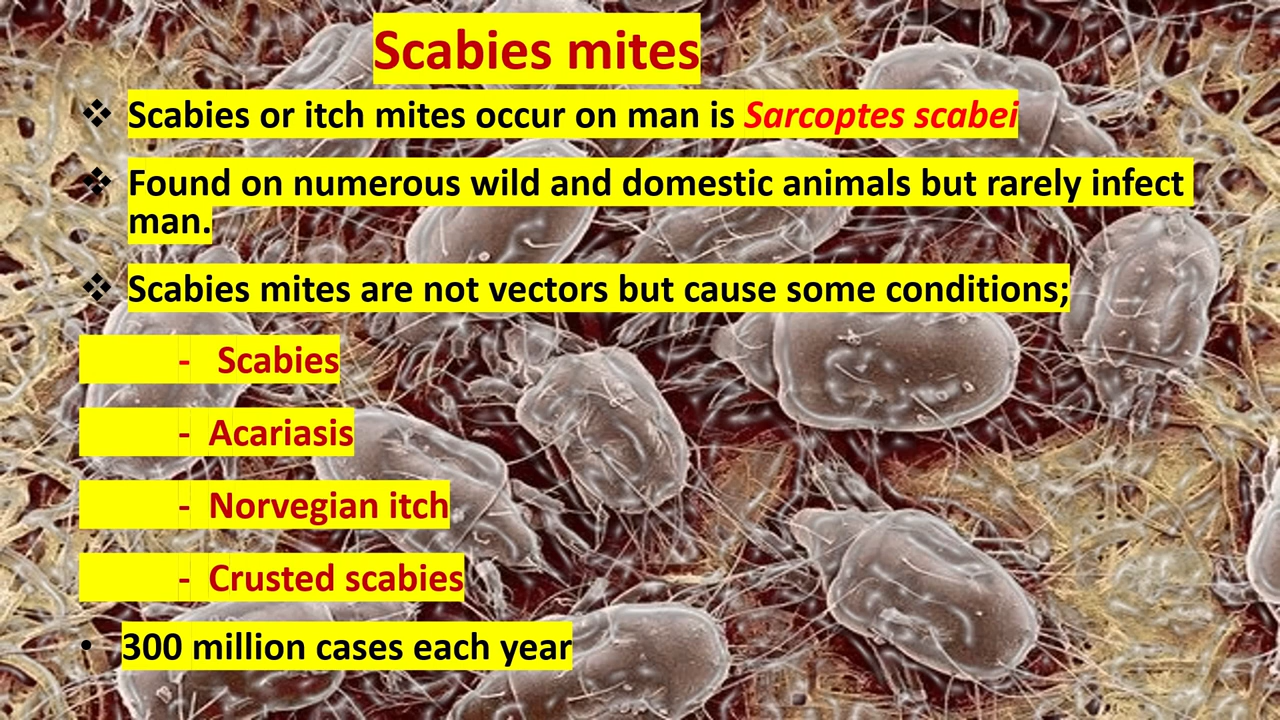 Scabies mites
❖ Scabies or itch mites occur on man is Sarcoptes scabei
❖ Found on numerous wild and domestic animals but rarely infect
man.
❖ Scabies mites are not vectors but cause some conditions;
- Scabies
- Acariasis
- Norvegian itch
- Crusted scabies
• 300 million cases each year